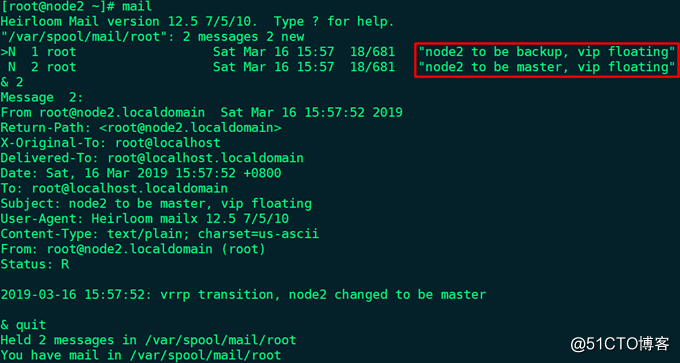 [root@node2 ~]# mail
Heirloom Mail version 12.5 7/5/10.  Type ? for help.
"/var/spool/mail/root": 2 messages 2 new
>N  1 root                  Sat Mar 16 15:57  18/681   "node2 to be backup, vip floating"
 N  2 root                  Sat Mar 16 15:57  18/681   "node2 to be master, vip floating"
& 2
Message  2:
From root@node2.localdomain  Sat Mar 16 15:57:52 2019
Return-Path: <root@node2.localdomain>
X-Original-To: root@localhost
Delivered-To: root@localhost.localdomain
Date: Sat, 16 Mar 2019 15:57:52 +0800
To: root@localhost.localdomain
Subject: node2 to be master, vip floating
User-Agent: Heirloom mailx 12.5 7/5/10
Content-Type: text/plain; charset=us-ascii
From: root@node2.localdomain (root)
Status: R
2019-03-16 15:57:52: vrrp transition, node2 changed to be master
& quit
Held 2 messages in /var/spool/mail/root
You have mail in /var/spool/mail/root
@51CTO博客